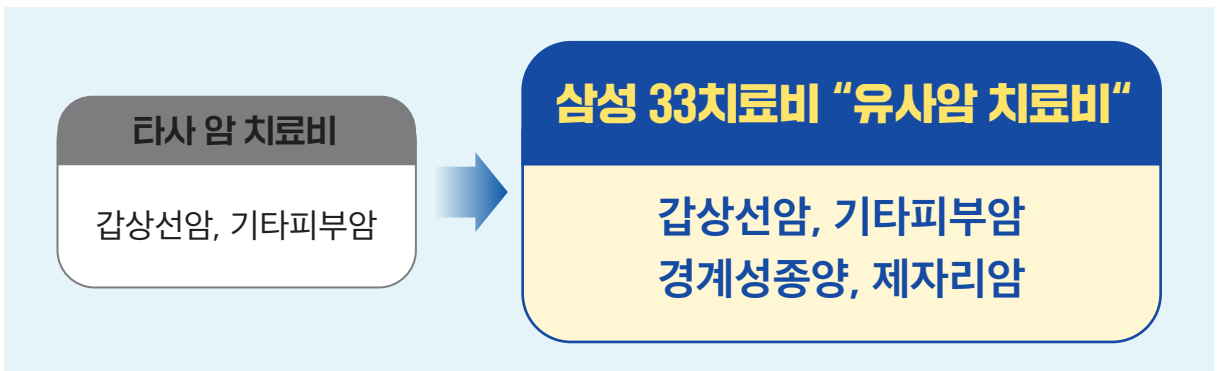 타사 암 치료비
갑상선암, 기타피부암
삼성 33치료비 “유사암 치료비“
갑상선암, 기타피부암
경계성종양, 제자리암